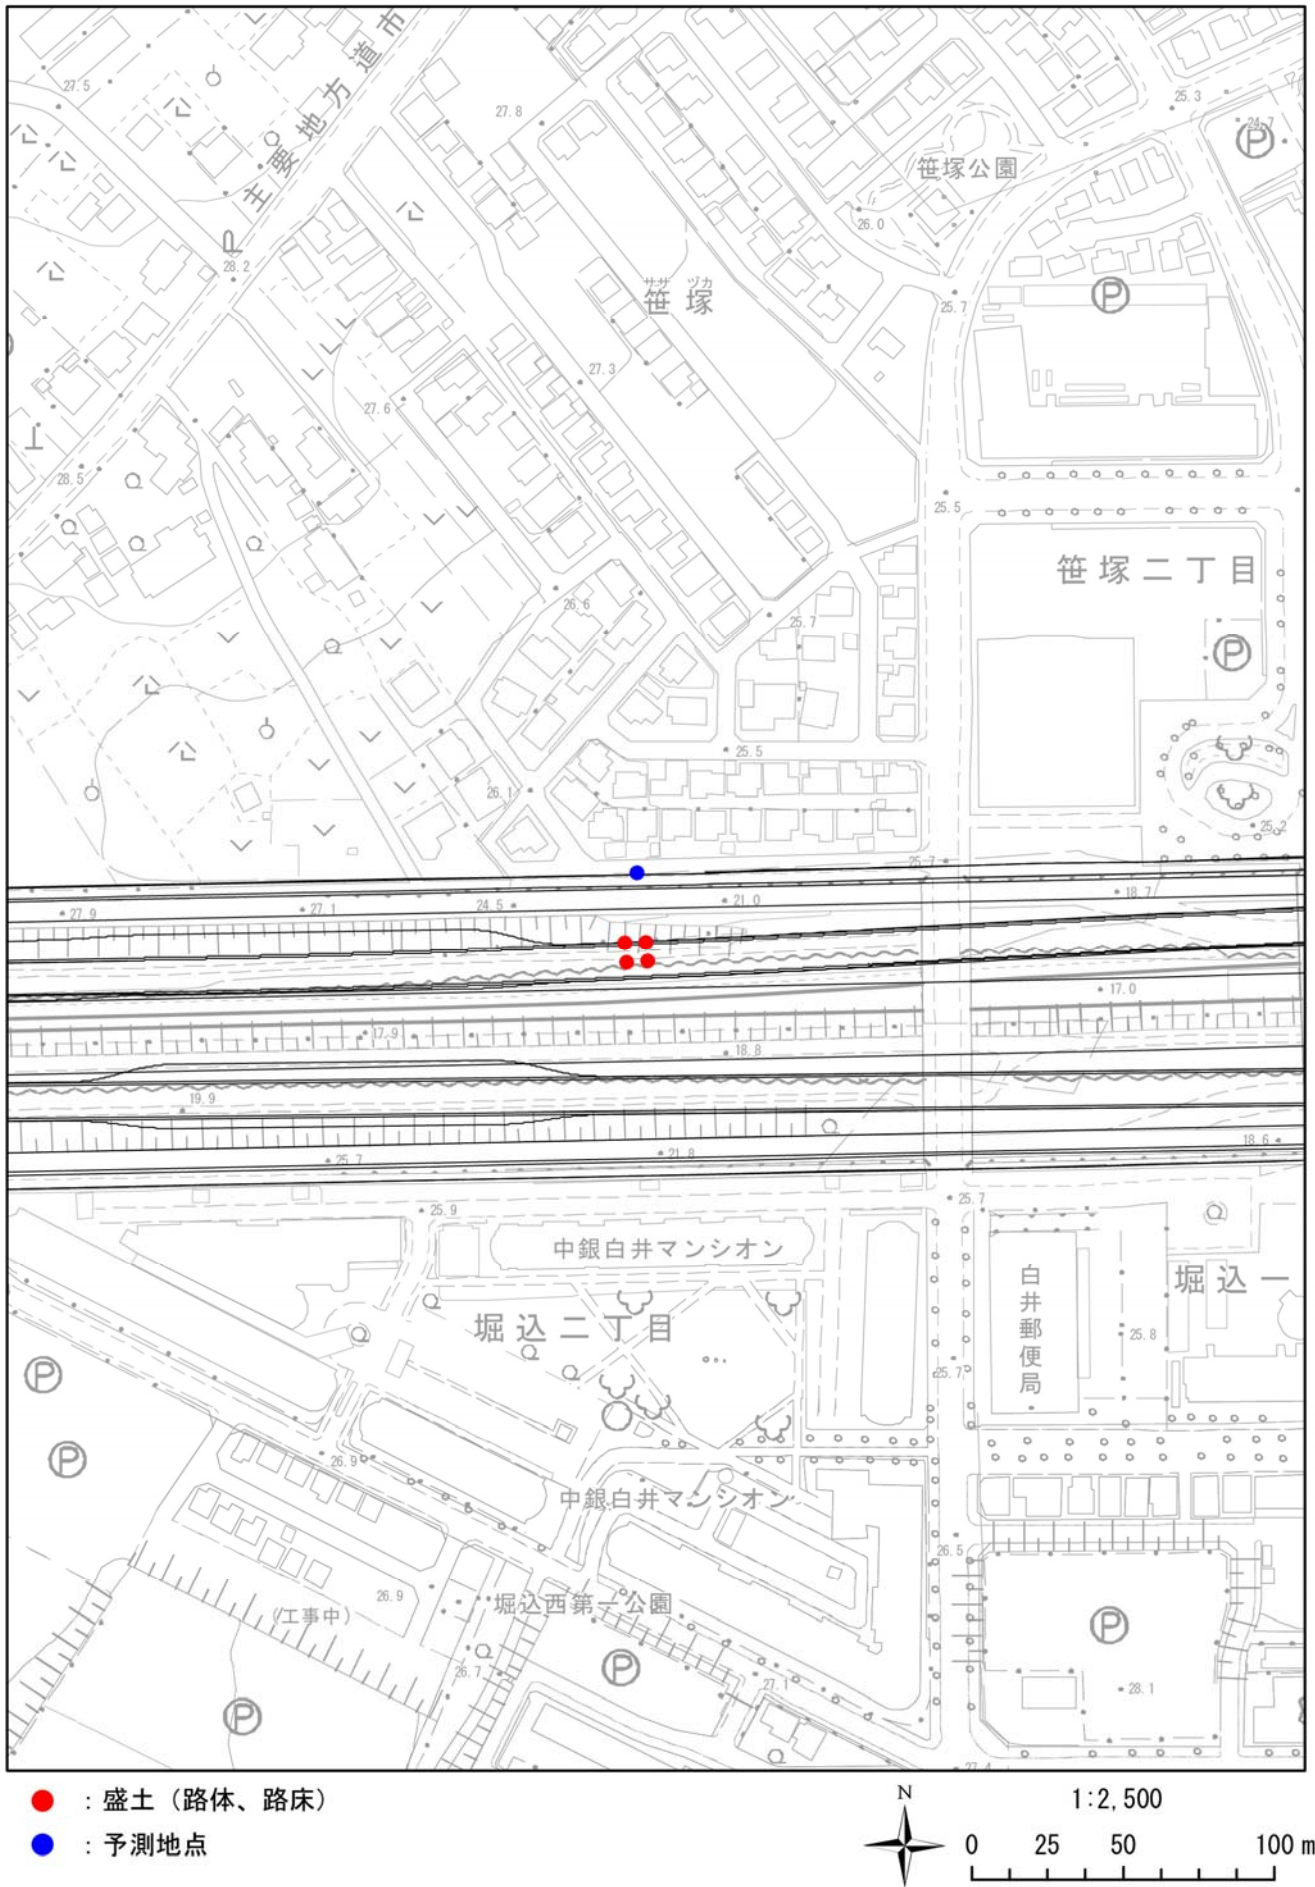 主要地方道市
27.5
27.8
25.3
24.7
P
笹塚公園
26.0
28.2
ササ ヅカ
笹塚
25.7
P
27.3
27.6
28.5
25.5
笹塚二丁目
26.6
25.7
P
25.5
26.1
25.2
25.7
27.9
27.1
24.5
21.0
18.7
17.0
17.9
18.8
19.9
25.7
21.8
18.6
25.9
25.7
中銀白井マンシオン
白井郵便局
堀込一
堀込二丁目
25.8
25.7
P
P
26.9
中銀白井マンシオン
26.5
26.9
(工事中)
堀込西第一公園
P
P
26.7
27.1
P
28.1
27.4
: 盛土（路体、路床）
: 予測地点
N
1:2,500
0 25 50 100 m